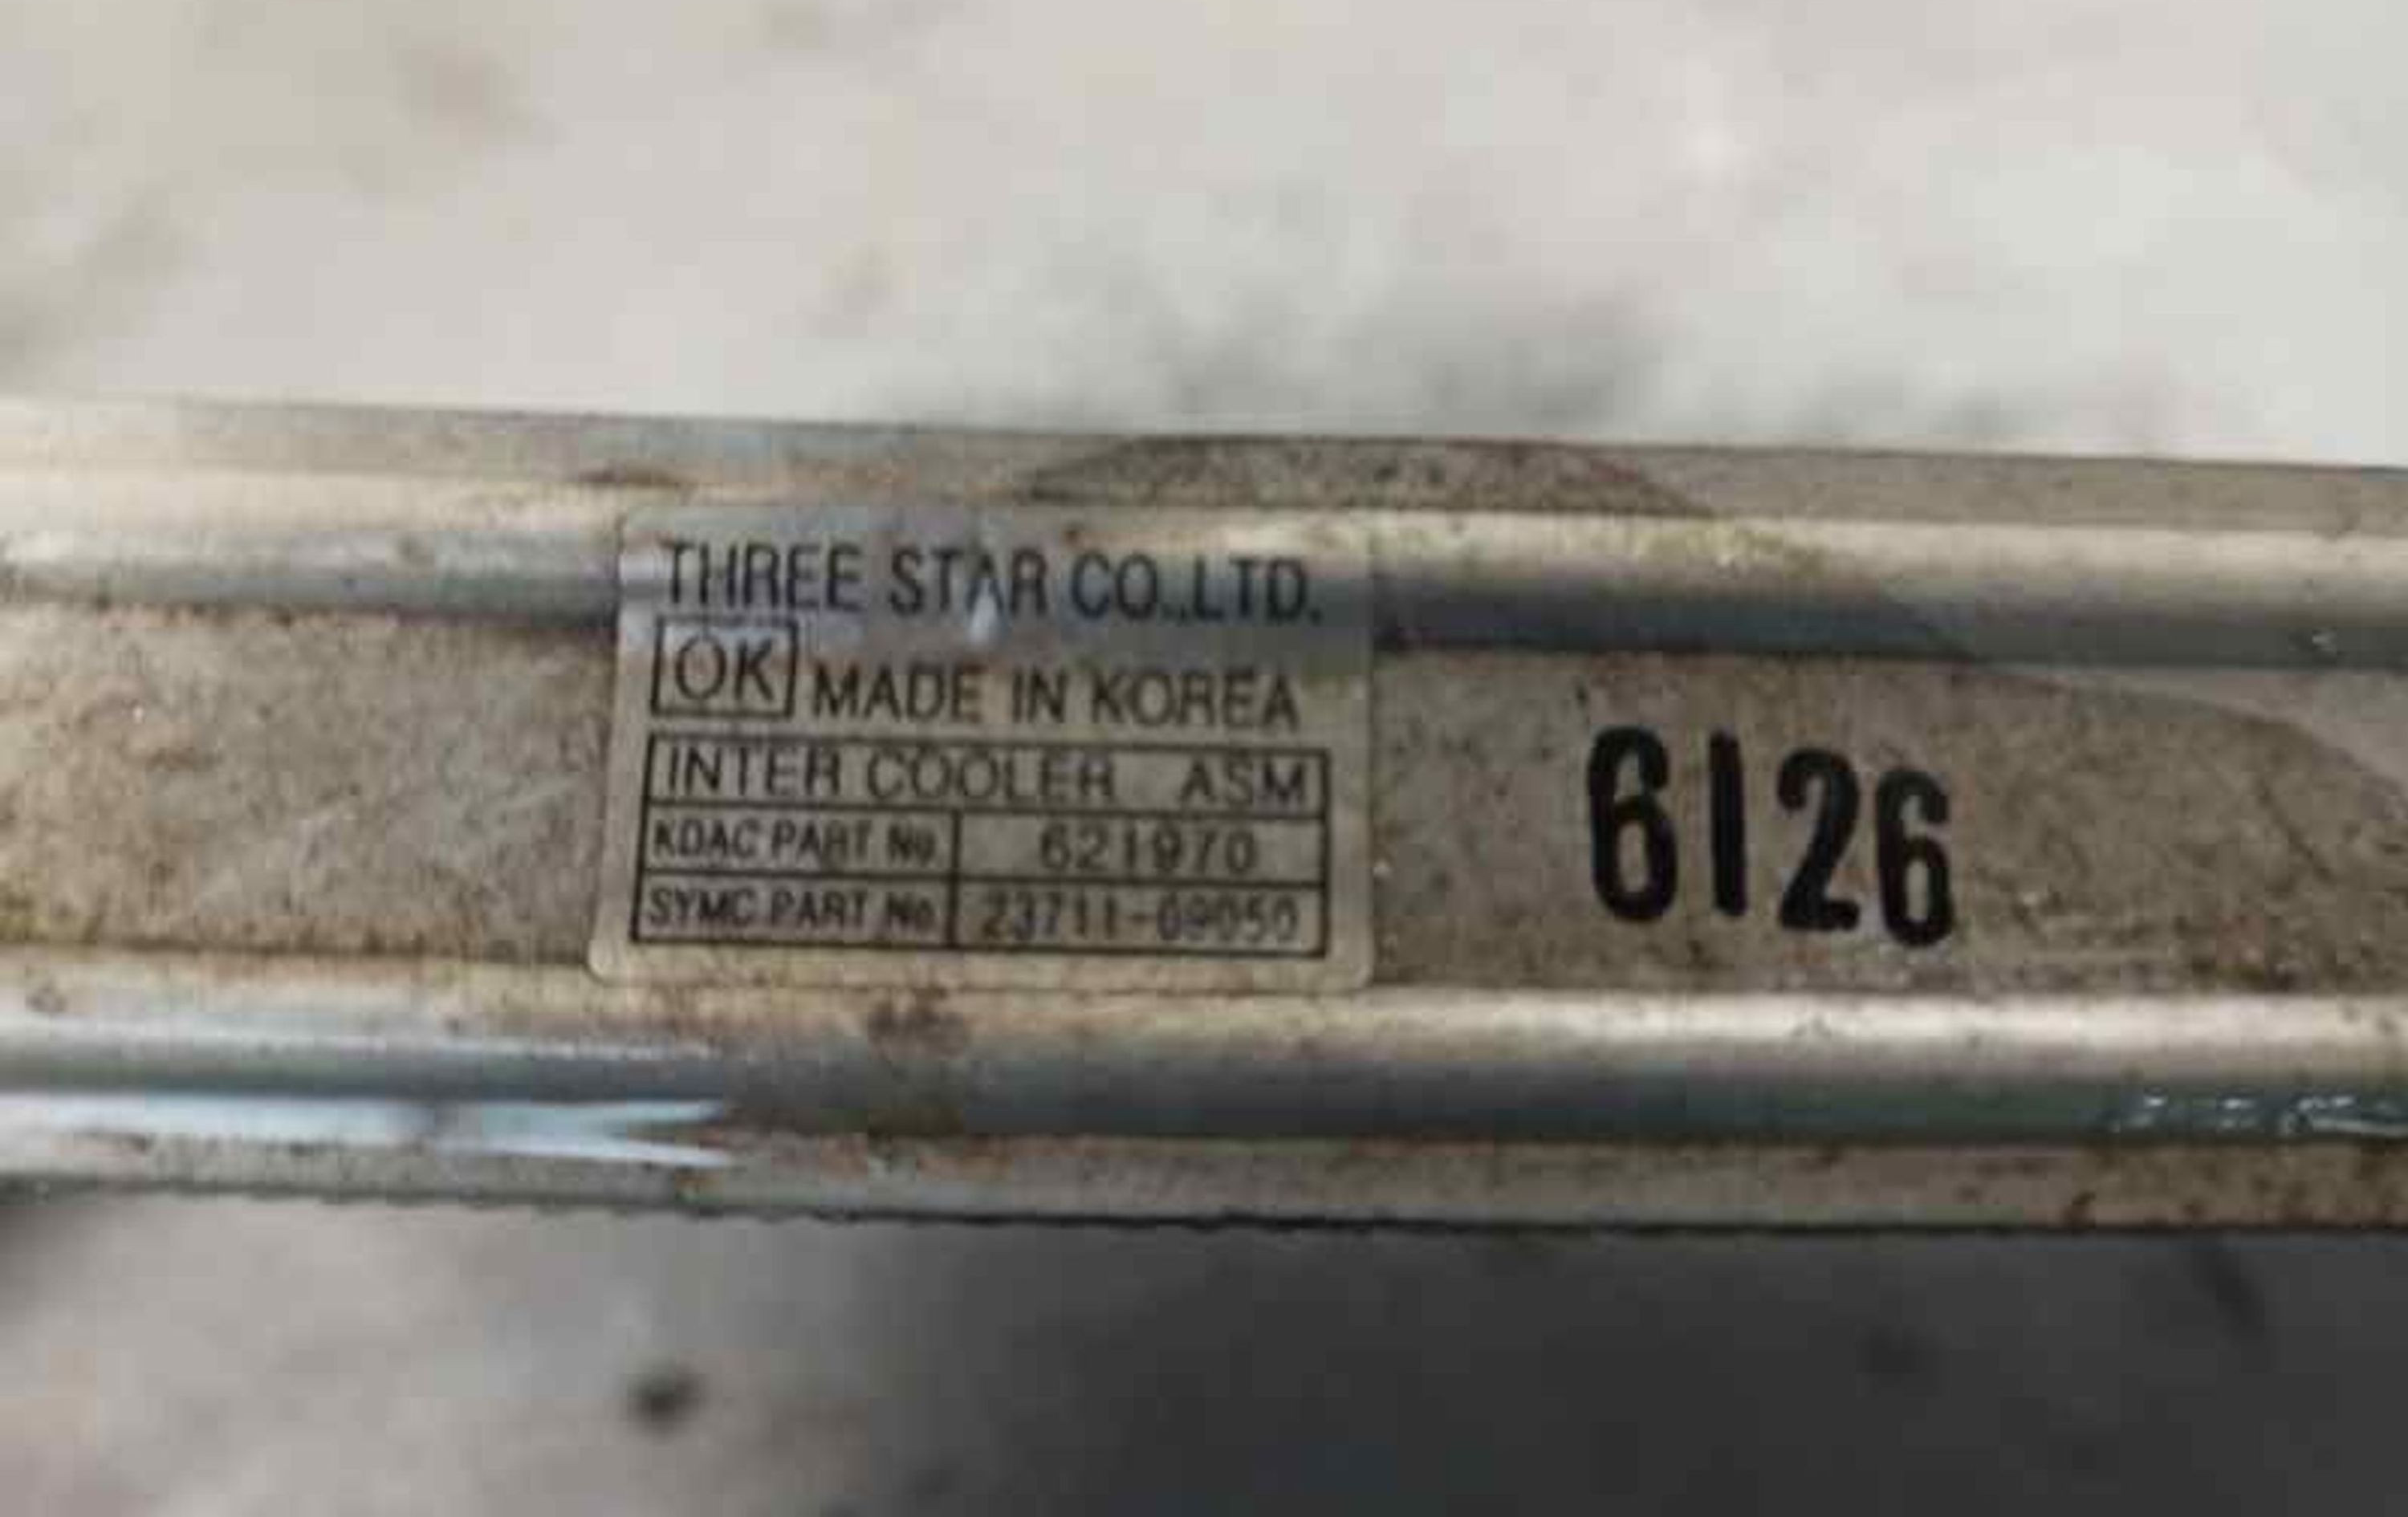 THREE STAR CO.,LTD.
OK MADE IN KOREA
INTER COOLER ASM
KDAC PART No 621970
SYMC PART No 23711-09050
6126